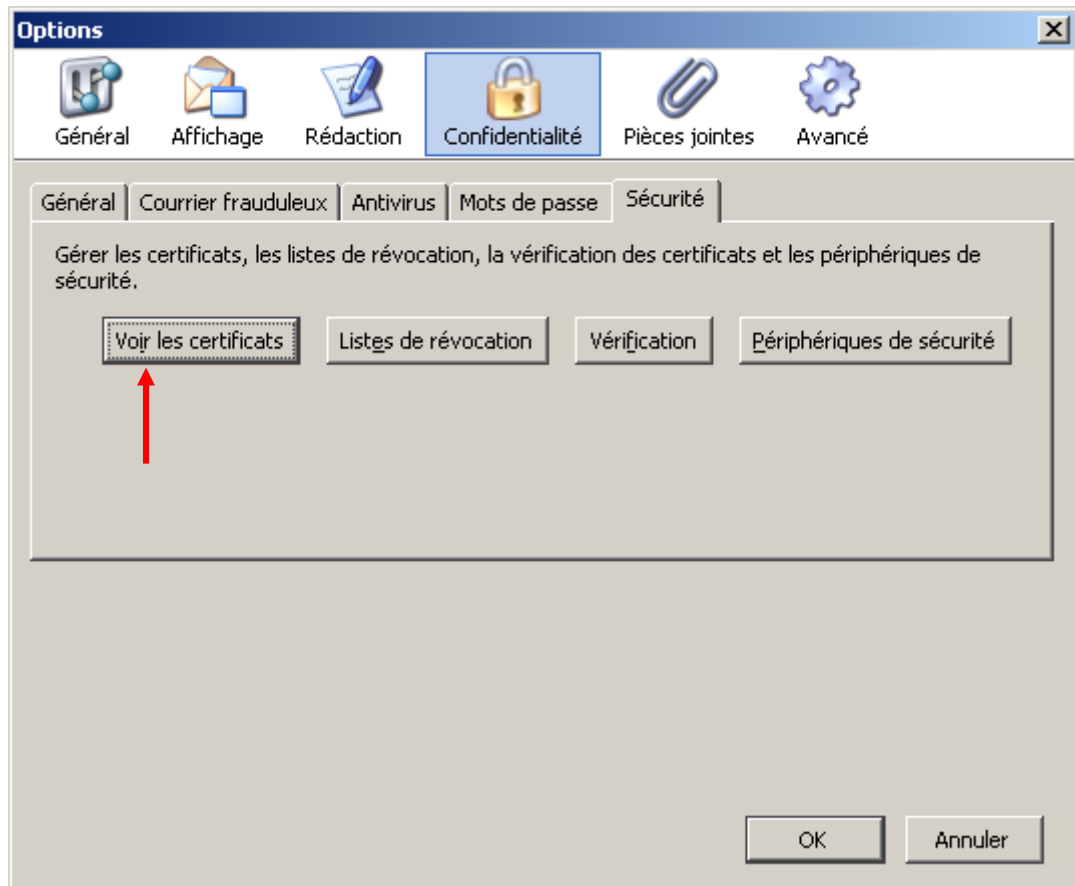 Options
Général Affichage Rédaction Confidentialité Pièces jointes Avancé
Général Courrier frauduleux Antivirus Mots de passe Sécurité
Gérer les certificats, les listes de révocation, la vérification des certificats et les périphériques de
sécurité.
Voir les certificats Listes de révocation Vérification Périphériques de sécurité
OK Annuler